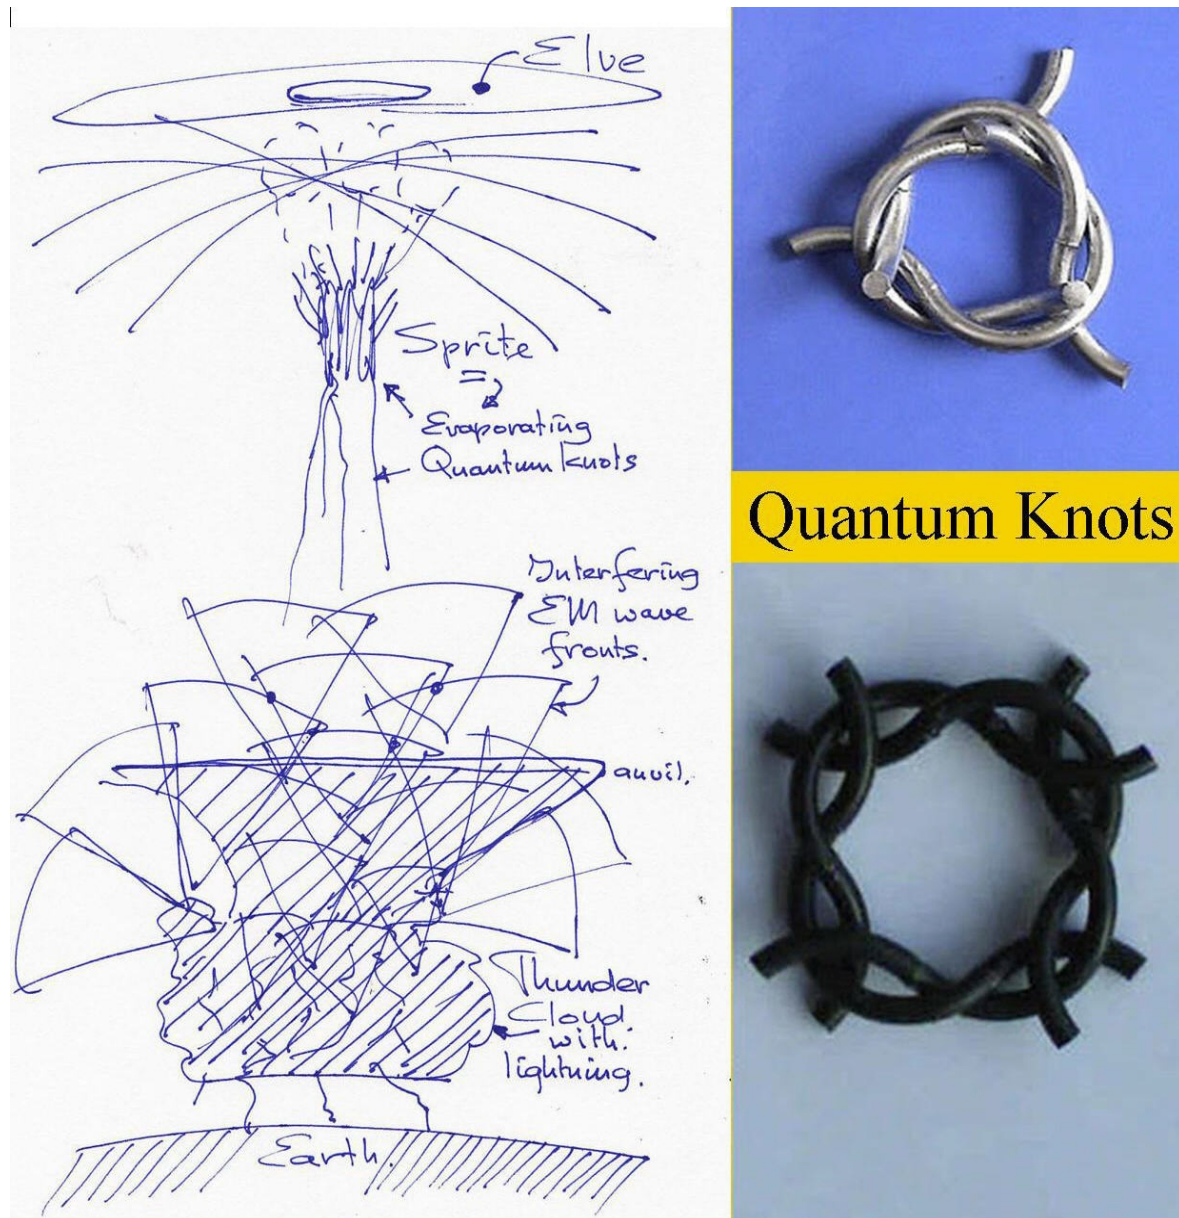 Elve
Sprite
=
Evaporating
Quantum knots
Interfering
EM wave
fronts.
anvil.
Thunder
Cloud.
with.
lightning.
Earth.
Quantum Knots